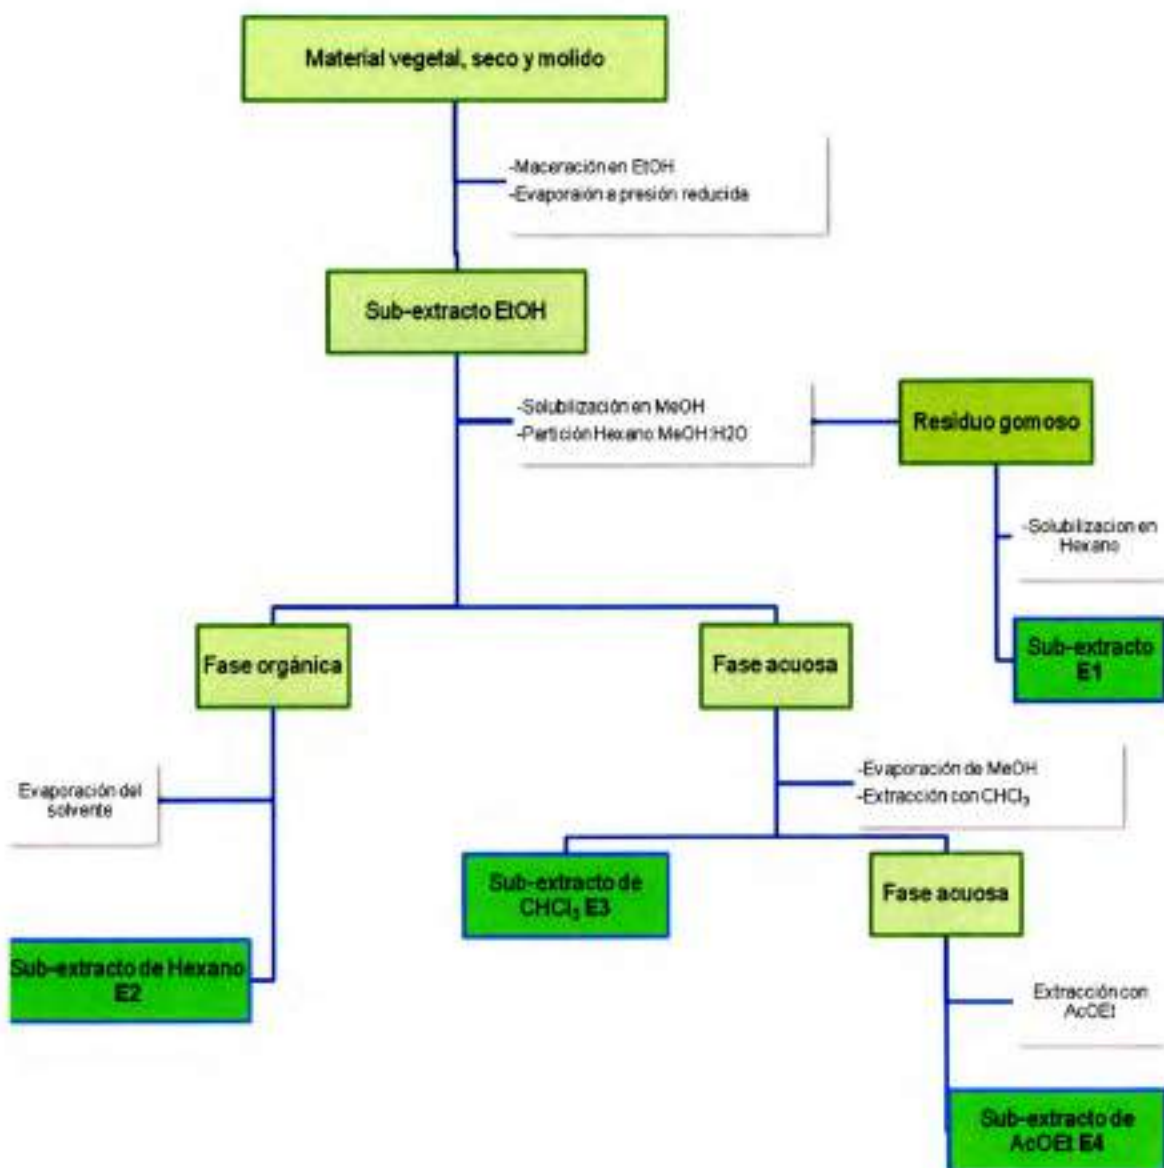 Material vegetal, seco y molido
-Maceración en EtOH
-Evaporaión a presión reducida
Sub-extracto EtOH
-Solubilización en MeOH
-Partición Hexano:MeOH:H2O
Residuo gomoso
-Solubilizacion en
Hexano
Sub-extracto
E1
Fase orgánica
Fase acuosa
Evaporación del
solvente
-Evaporación de MeOH
-Extracción con CHCl₃
Sub-extracto de
CHCl₃ E3
Fase acuosa
Sub-extracto de Hexano
E2
Extracción con
AcOEt
Sub-extracto de
AcOEt E4